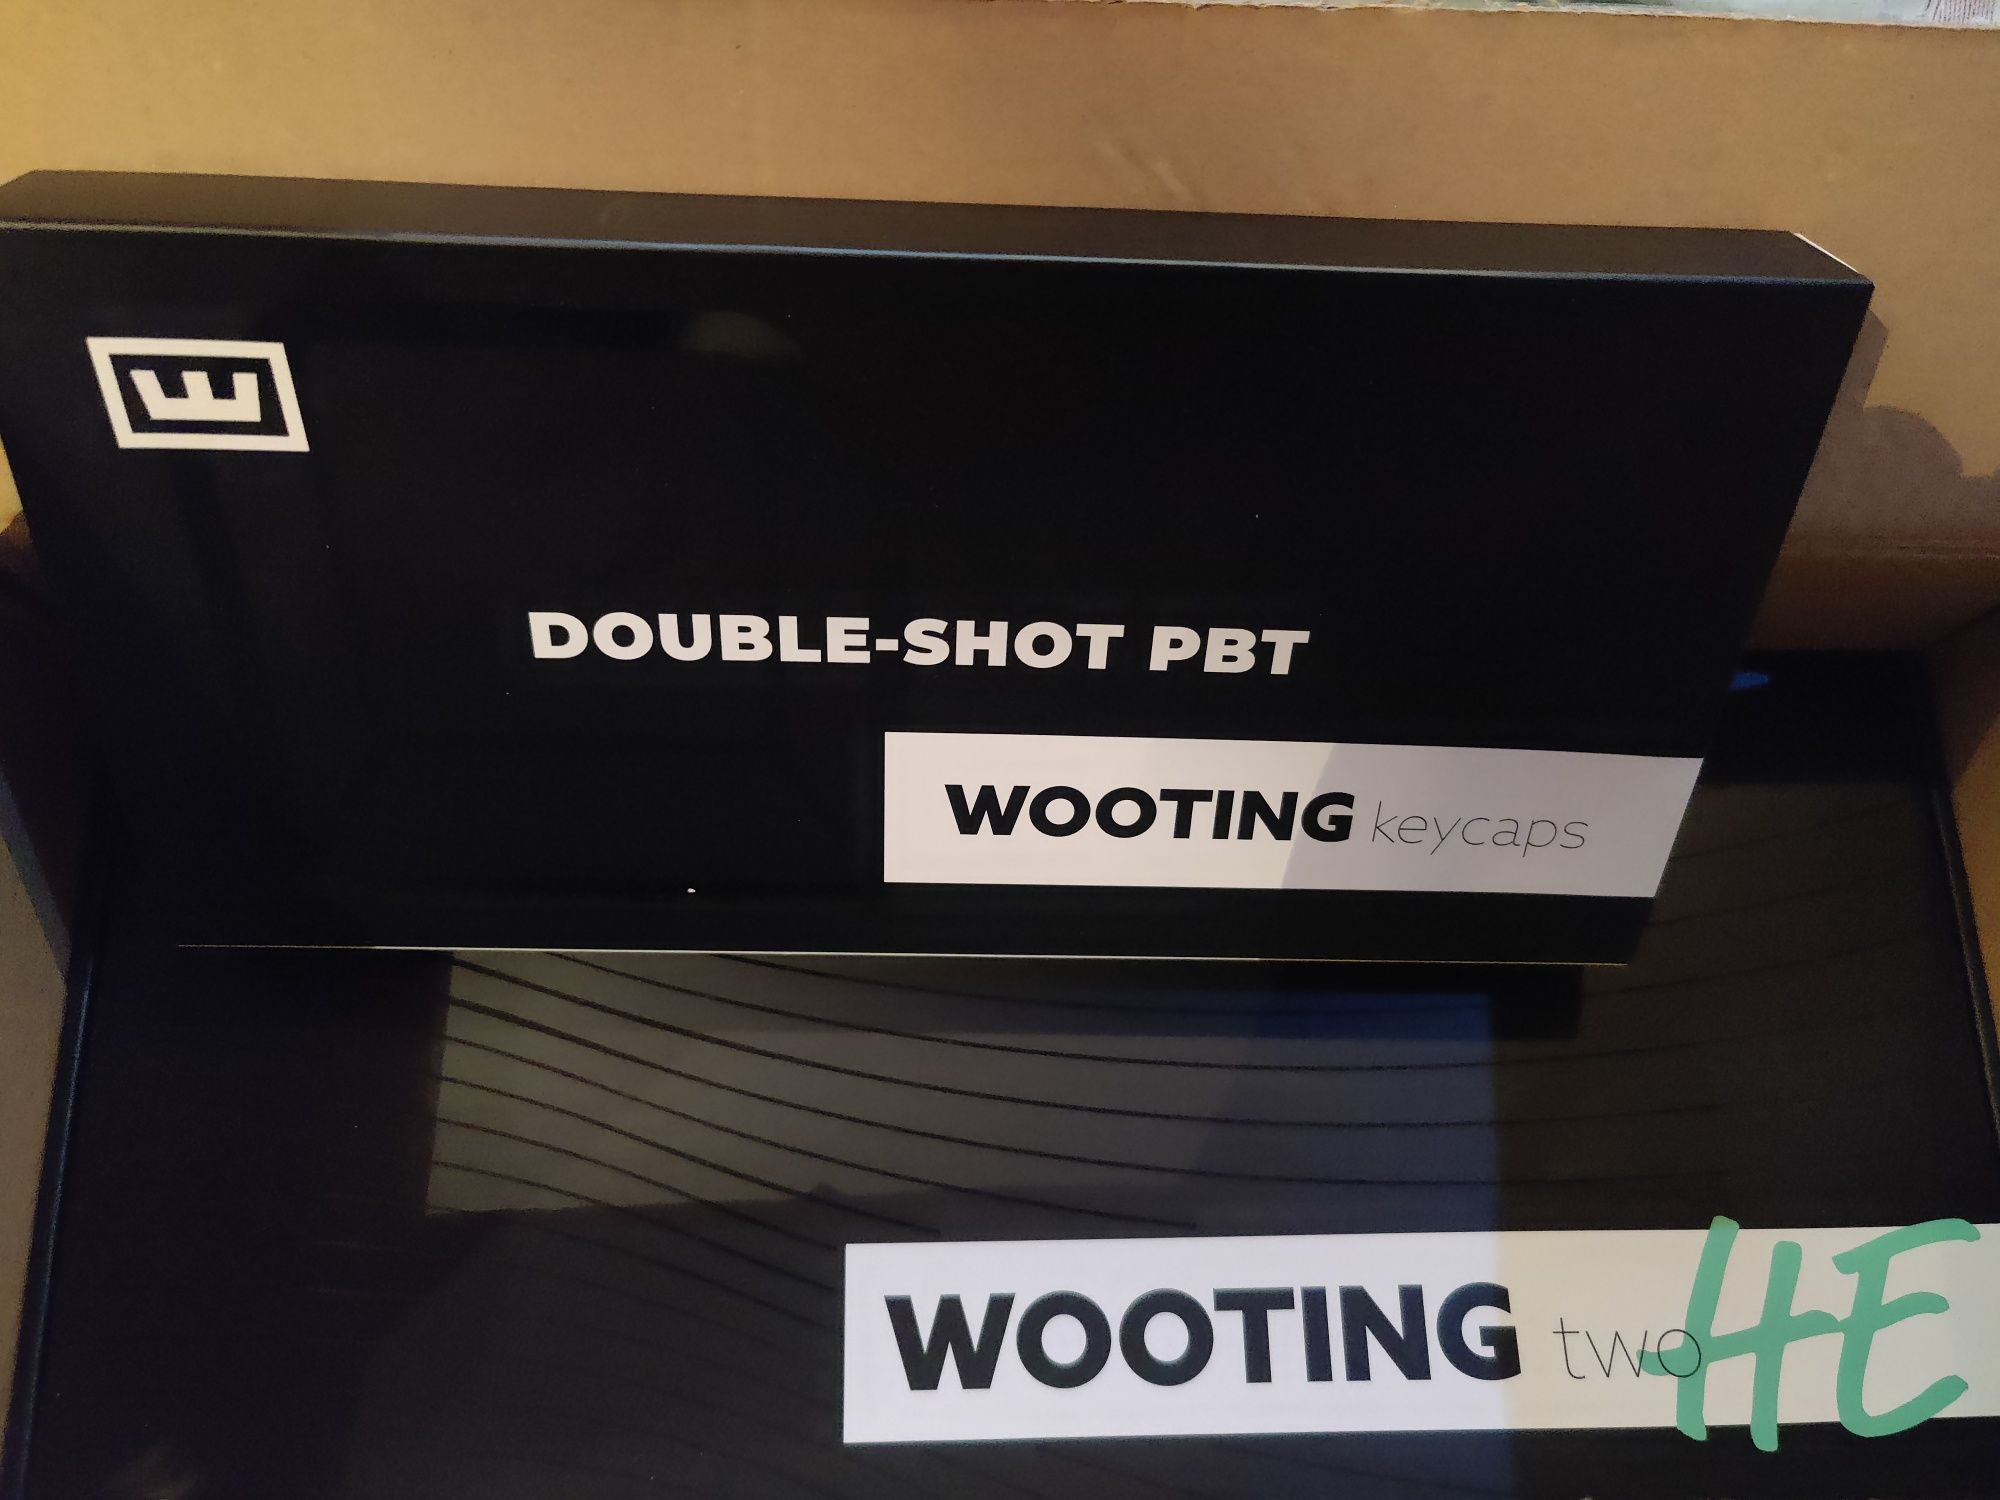 DOUBLE-SHOT PBT
WOOTING keycaps
WOOTING two HE